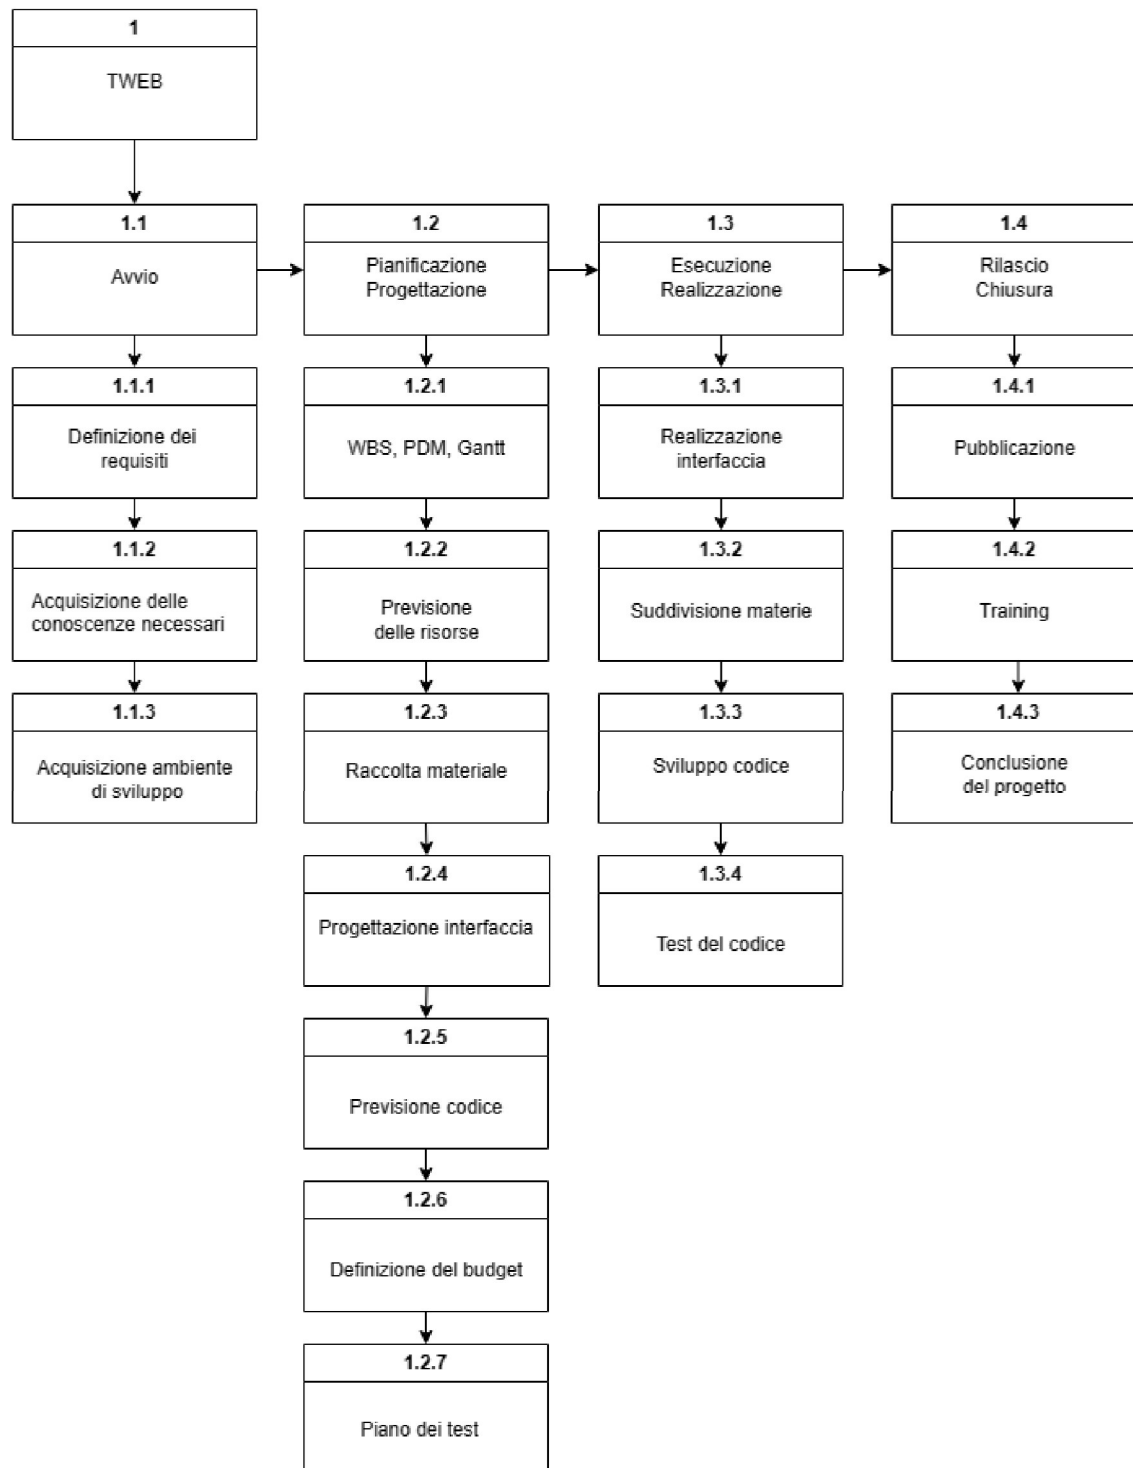 1
TWEB
1.1
Avvio
1.2
Pianificazione
Progettazione
1.3
Esecuzione
Realizzazione
1.4
Rilascio
Chiusura
1.1.1
Definizione dei
requisiti
1.2.1
WBS, PDM, Gantt
1.3.1
Realizzazione
interfaccia
1.4.1
Pubblicazione
1.1.2
Acquisizione delle
conoscenze necessari
1.2.2
Previsione
delle risorse
1.3.2
Suddivisione materie
1.4.2
Training
1.1.3
Acquisizione ambiente
di sviluppo
1.2.3
Raccolta materiale
1.3.3
Sviluppo codice
1.4.3
Conclusione
del progetto
1.2.4
Progettazione interfaccia
1.3.4
Test del codice
1.2.5
Previsione codice
1.2.6
Definizione del budget
1.2.7
Piano dei test